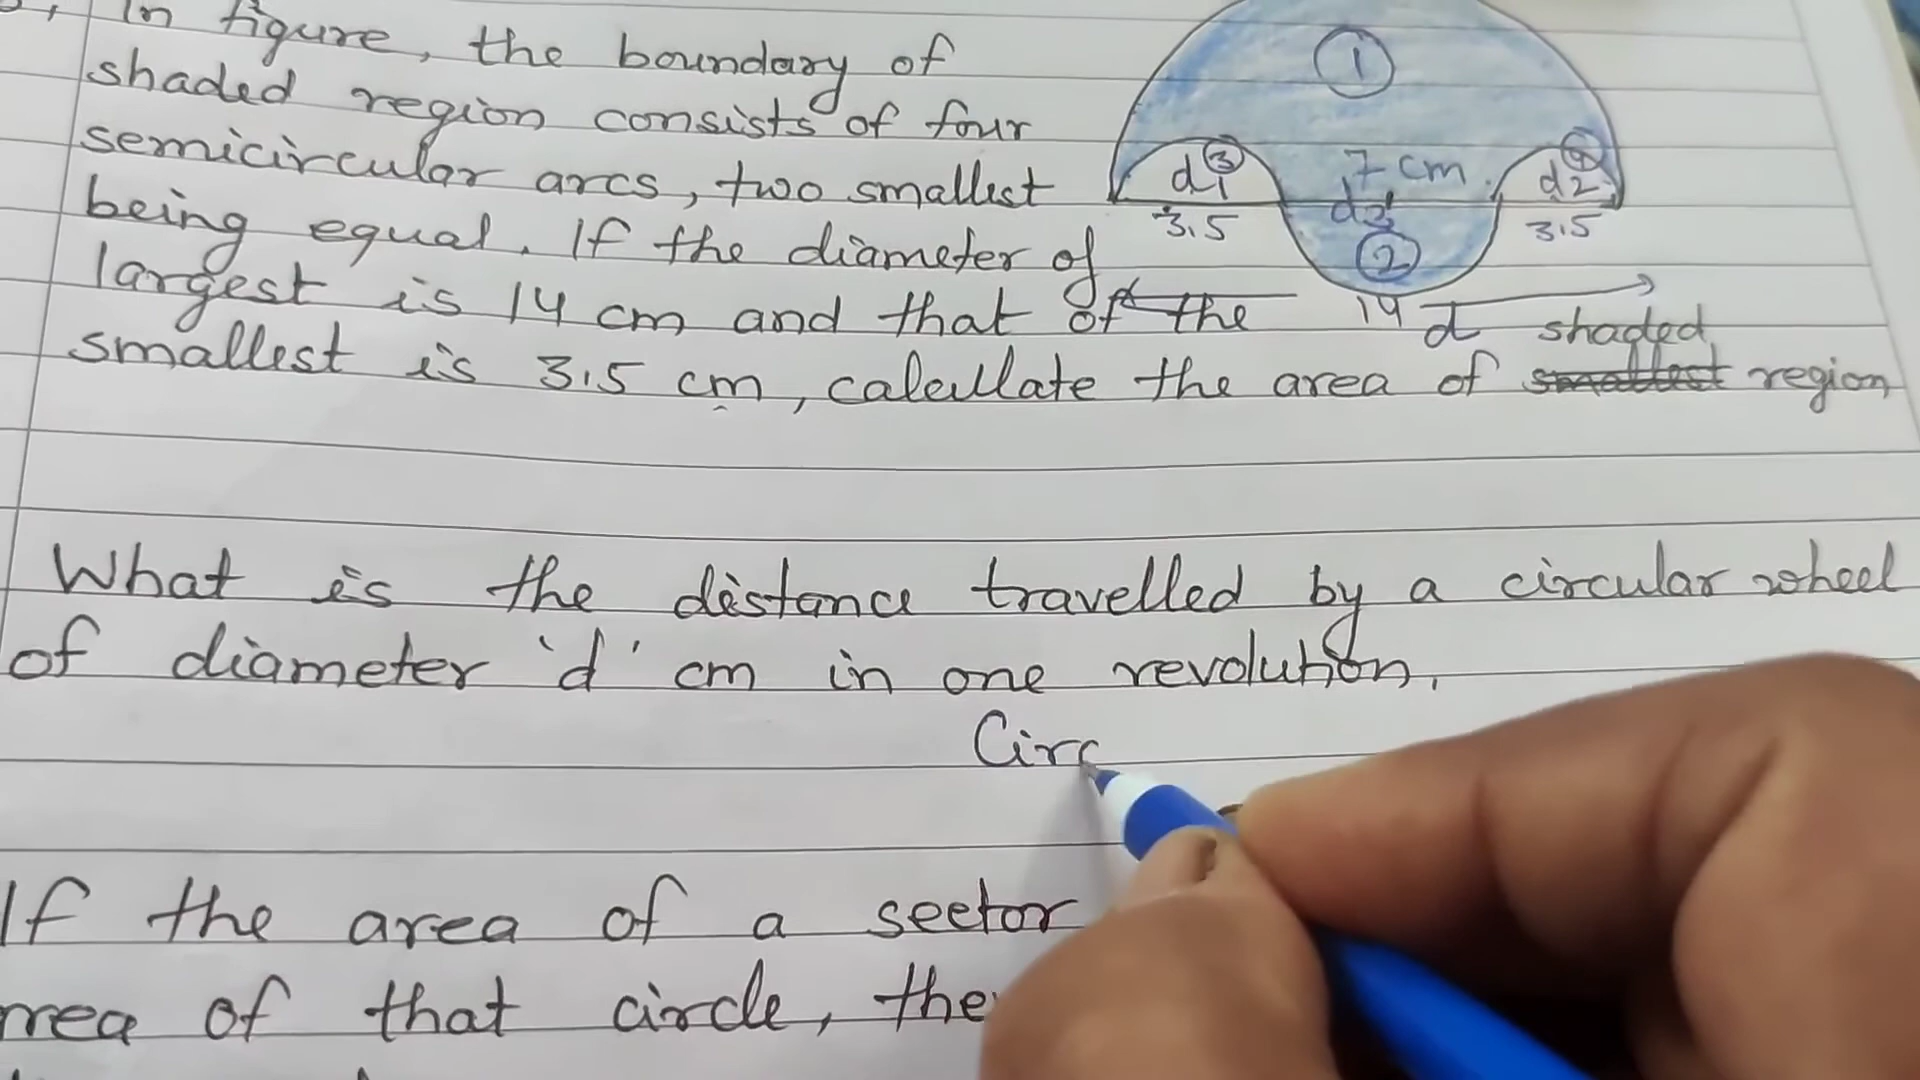 In figure, the boundary of
shaded region consists of four
semicircular arcs, two smallest
being equal. If the diameter of
largest is 14 cm and that of the
smallest is 3.5 cm, calculate the area of shaded region
1
3
4
d1
7 cm
d2
3.5
d3
3.5
2
14
d
What is the distance travelled by a circular wheel
of diameter 'd' cm in one revolution.
Circ
If the area of a sector
area of that circle, the